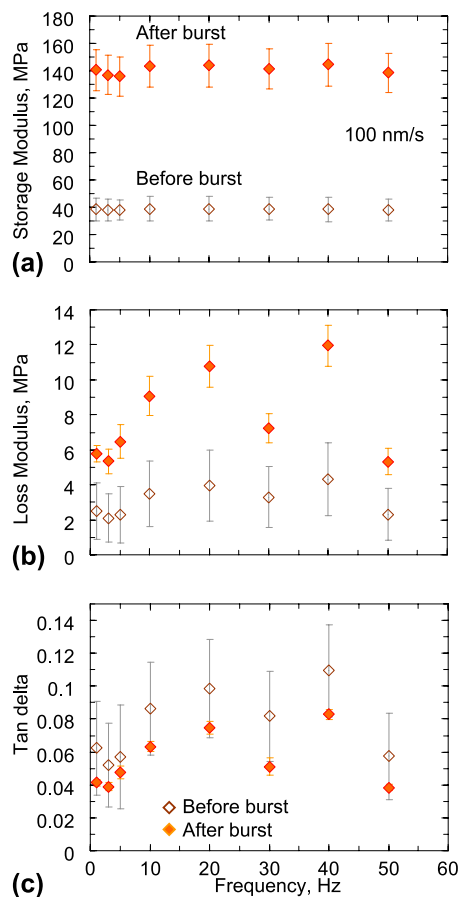 180
160
140
120
100
80
60
40
20
0
Storage Modulus, MPa
After burst
100 nm/s
Before burst
(a)
14
12
10
8
6
4
2
0
Loss Modulus, MPa
(b)
0.14
0.12
0.1
0.08
0.06
0.04
0.02
0
Tan delta
Before burst
After burst
0 10 20 30 40 50 60
Frequency, Hz
(c)